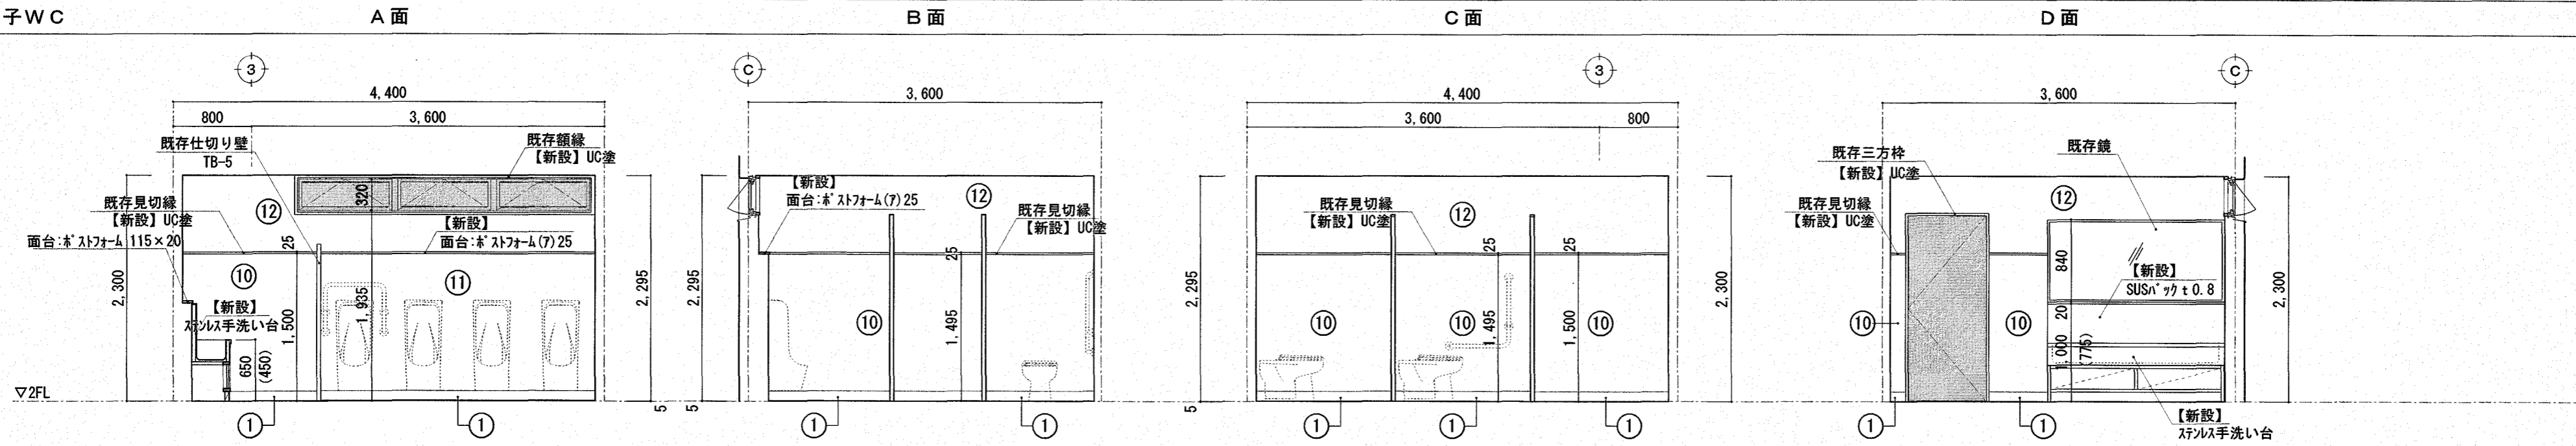 子WC
A面
B面
C面
D面
3
4,400
800
3,600
既存仕切り壁
TB-5
既存額縁
【新設】UC塗
既存見切縁
【新設】UC塗
面台:ポストフォーム 115×20
12
320
【新設】
面台:ポストフォーム(ア)25
25
10
11
2,300
2,295
【新設】
ステンレス手洗い台
1,500
1,935
650
(450)
▽2FL
5
1
1
C
3,600
【新設】
面台:ポストフォーム(ア)25
12
既存見切縁
【新設】UC塗
2,295
25
10
1,495
5
1
1
3
4,400
3,600
800
既存見切縁
【新設】UC塗
12
2,295
25
25
10
10
1,495
1,500
10
2,300
5
1
1
1
C
3,600
既存三方枠
【新設】UC塗
既存鏡
既存見切縁
【新設】UC塗
12
840
【新設】
SUSバック t0.8
20
10
10
1,000
(775)
2,300
1
1
【新設】
ステンレス手洗い台